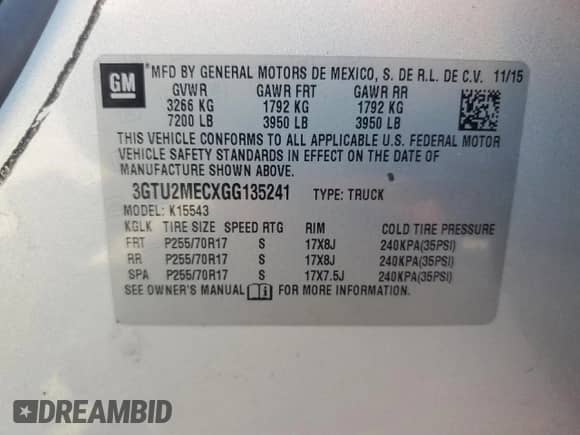 GM *MFD BY GENERAL MOTORS DE MEXICO, S. DE R.L. DE C.V. 11/15
GVWR GAWR FRT GAWR RR
3266 KG 1792 KG 1792 KG
7200 LB 3950 LB 3950 LB
THIS VEHICLE CONFORMS TO ALL APPLICABLE U.S. FEDERAL MOTOR
VEHICLE SAFETY STANDARDS IN EFFECT ON THE DATE OF
MANUFACTURE SHOWN ABOVE.
3GTU2MECXGG135241 TYPE: TRUCK
MODEL: K15543
KGLK TIRE SIZE SPEED RTG RIM COLD TIRE PRESSURE
FRT P255/70R17 S 17X8J 240KPA(35PSI)
RR P255/70R17 S 17X8J 240KPA(35PSI)
SPA P255/70R17 S 17X7.5J 240KPA(35PSI)
SEE OWNER'S MANUAL FOR MORE INFORMATION.
DREAMBID